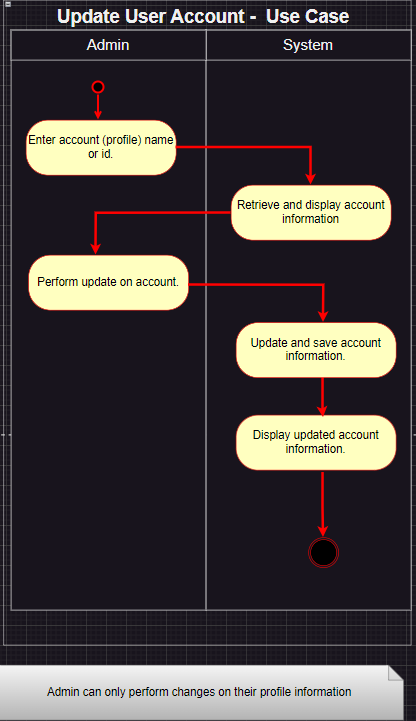 Update User Account - Use Case
Admin
System
Enter account (profile) name
or id.
Retrieve and display account
information
Perform update on account.
Update and save account
information.
Display updated account
information.
Admin can only perform changes on their profile information